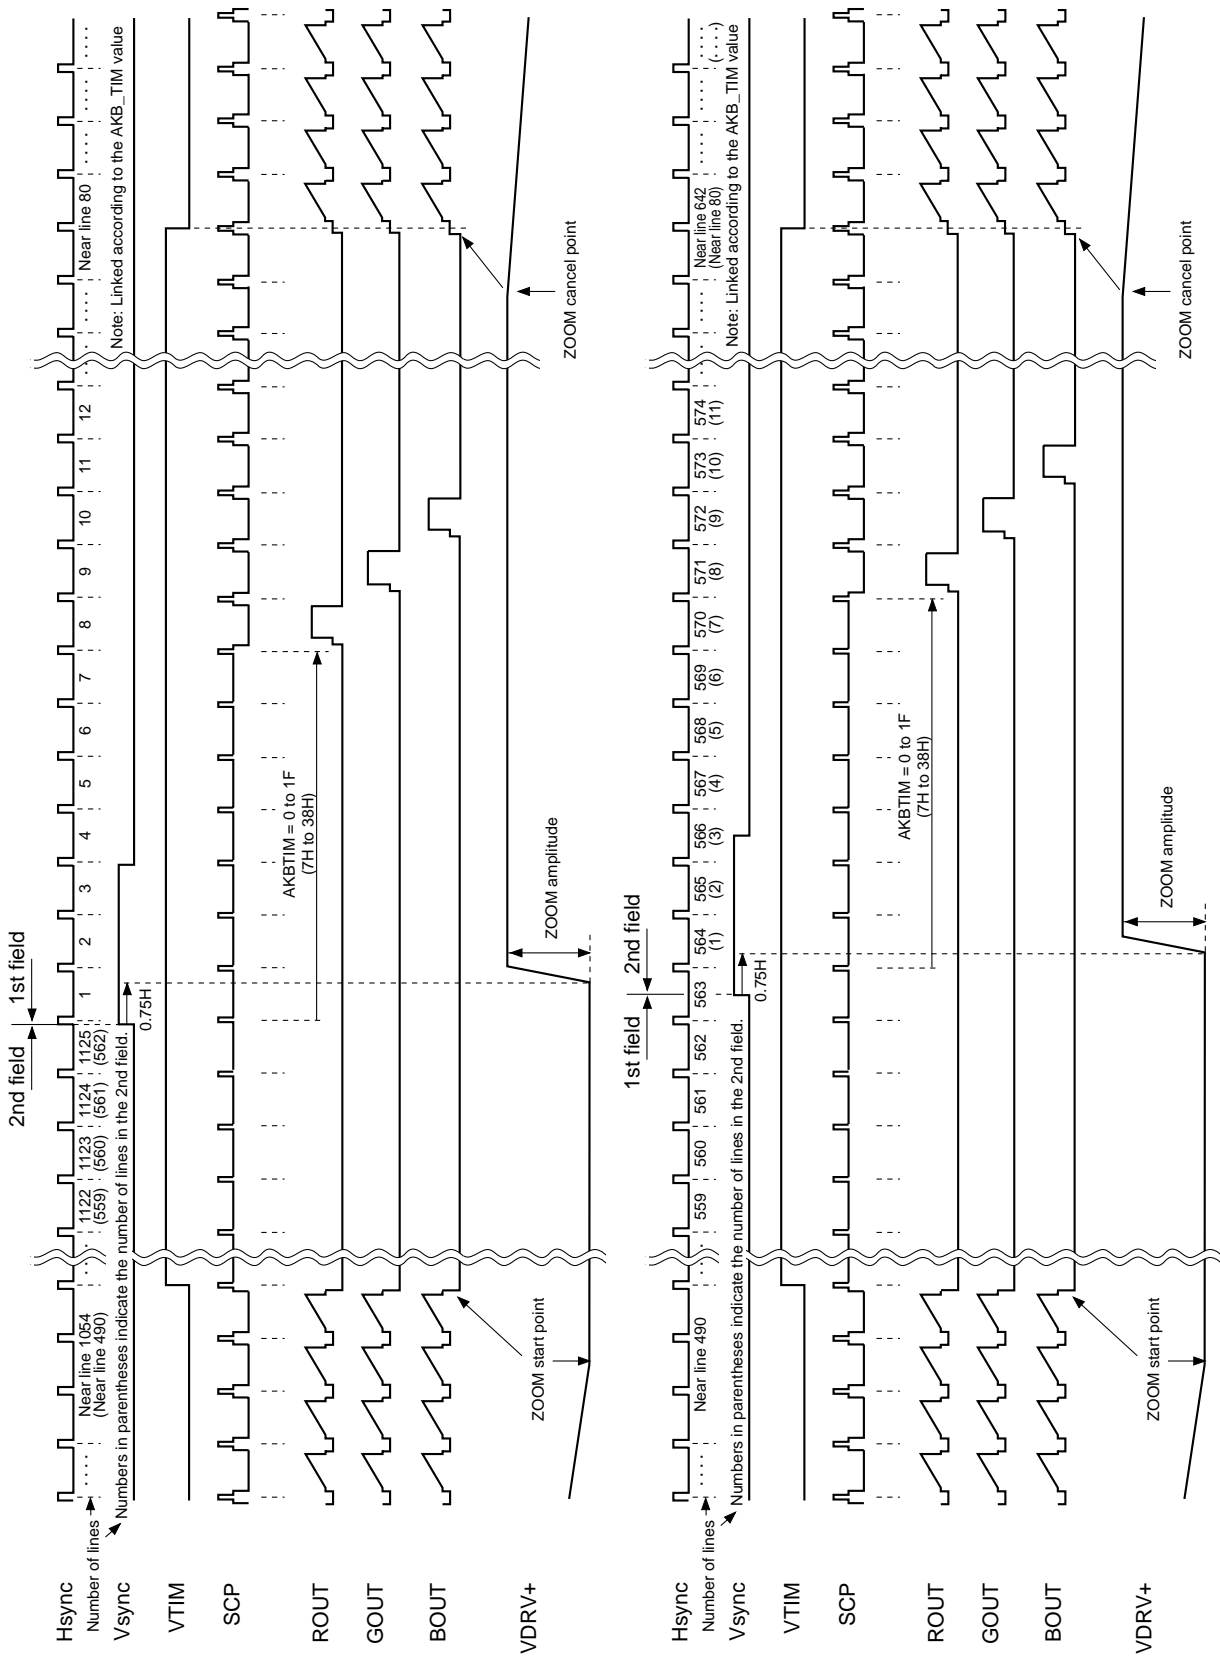 2nd field
1st field
Hsync
Number of lines
Near line 1054
(Near line 490)
1122
(559)
1123
(560)
1124
(561)
1125
(562)
1
2
3
4
5
6
7
8
9
10
11
12
Near line 80
Vsync
Numbers in parentheses indicate the number of lines in the 2nd field.
0.75H
Note: Linked according to the AKB_TIM value
VTIM
SCP
AKBTIM = 0 to 1F
(7H to 38H)
ROUT
GOUT
BOUT
VDRV+
ZOOM start point
ZOOM amplitude
ZOOM cancel point
1st field
2nd field
Hsync
Number of lines
Near line 490
559
560
561
562
563
564
(1)
565
(2)
566
(3)
567
(4)
568
(5)
569
(6)
570
(7)
571
(8)
572
(9)
573
(10)
574
(11)
Near line 642
(Near line 80)
Vsync
Numbers in parentheses indicate the number of lines in the 2nd field.
0.75H
Note: Linked according to the AKB_TIM value
VTIM
SCP
AKBTIM = 0 to 1F
(7H to 38H)
ROUT
GOUT
BOUT
VDRV+
ZOOM start point
ZOOM amplitude
ZOOM cancel point